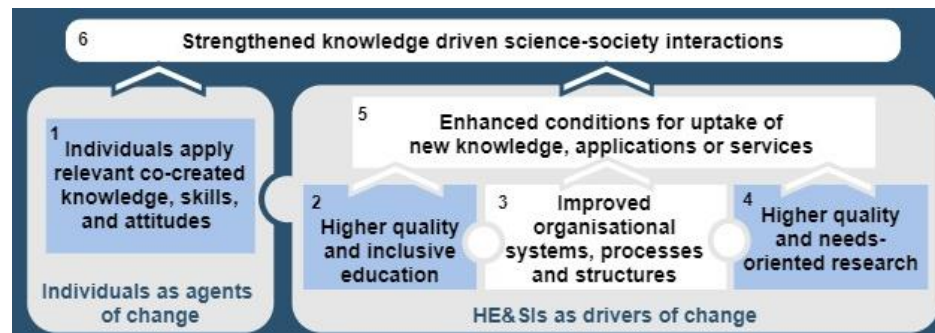 6
Strengthened knowledge driven science-society interactions
1
Individuals apply
relevant co-created
knowledge, skills,
and attitudes
Individuals as agents
of change
5
Enhanced conditions for uptake of
new knowledge, applications or services
2
Higher quality
and inclusive
education
3
Improved
organisational
systems, processes
and structures
4
Higher quality
and needs-
oriented research
HE&SIs as drivers of change